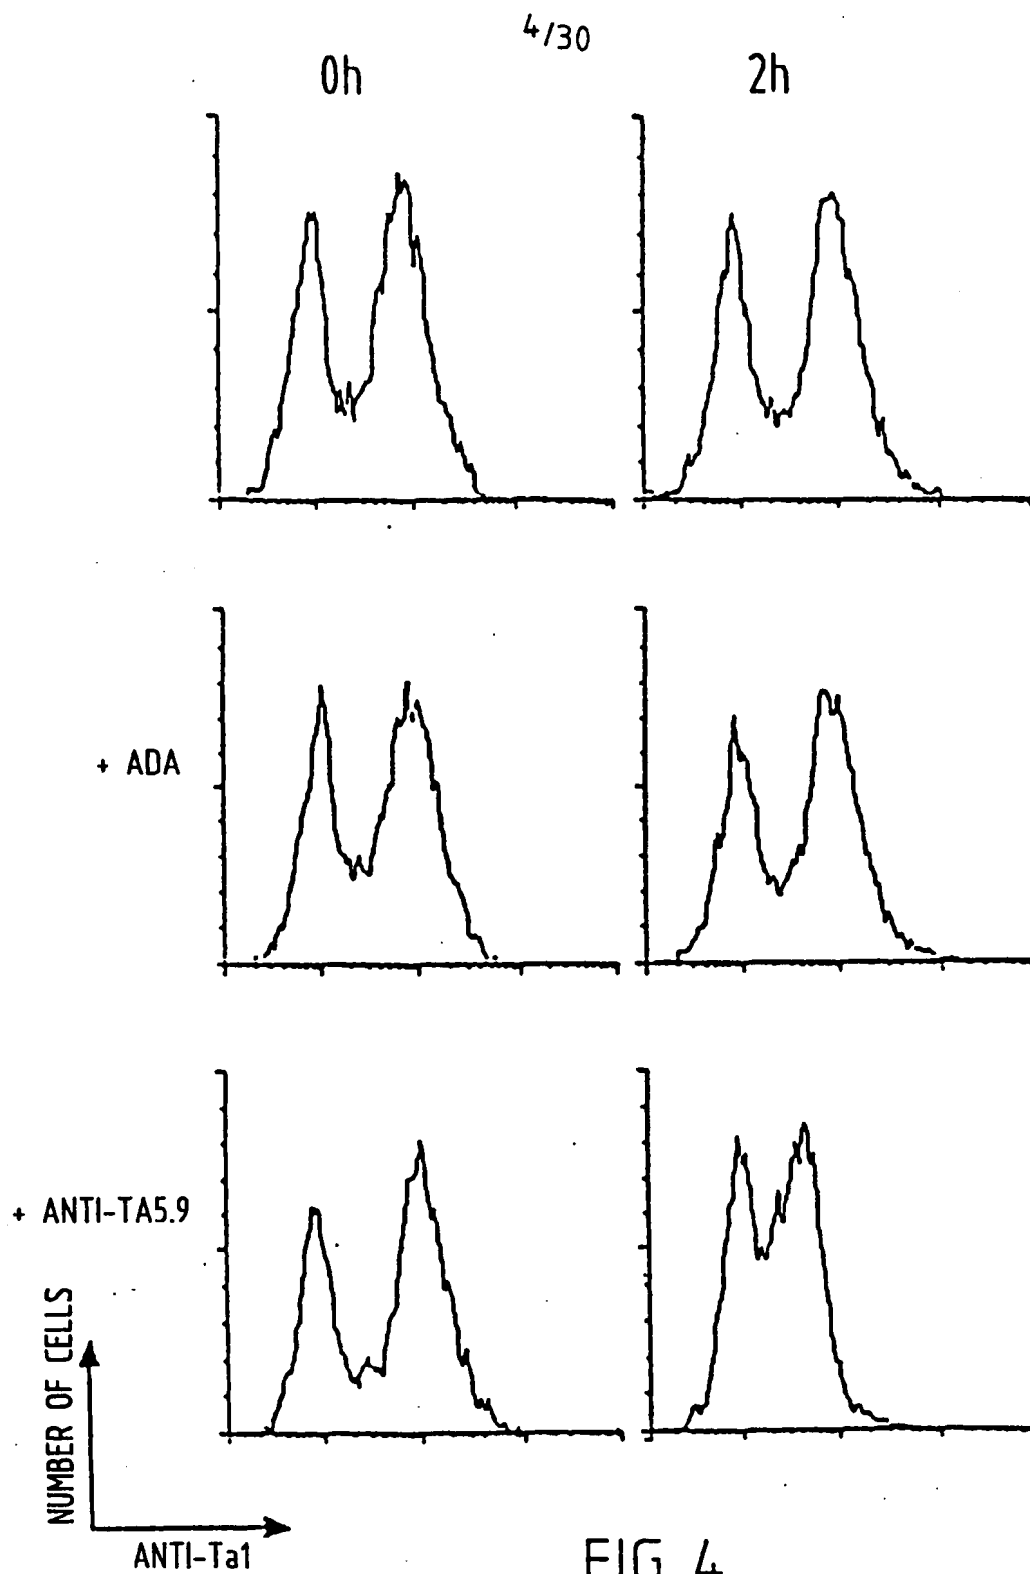 4/30
0h
2h
+ ADA
+ ANTI-TA5.9
NUMBER OF CELLS
ANTI-Ta1
FIG. 4